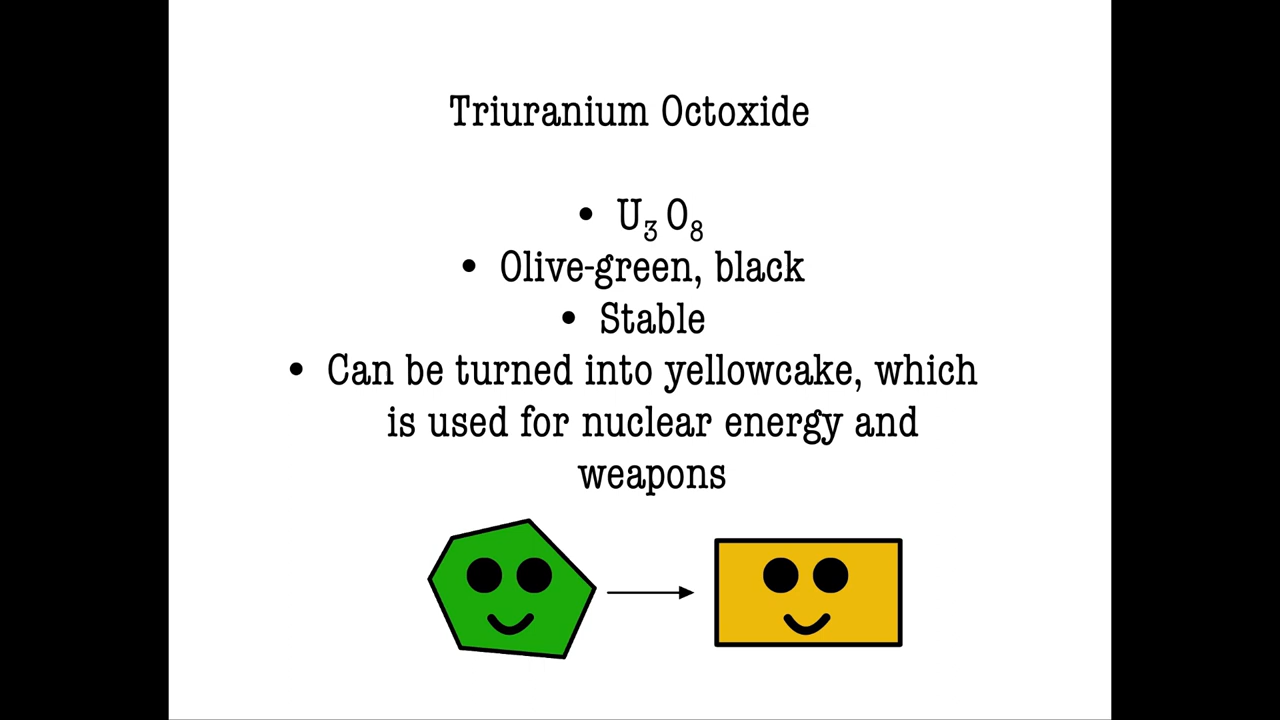 Triuranium Octoxide
• U₃O₈
• Olive-green, black
• Stable
• Can be turned into yellowcake, which
is used for nuclear energy and
weapons